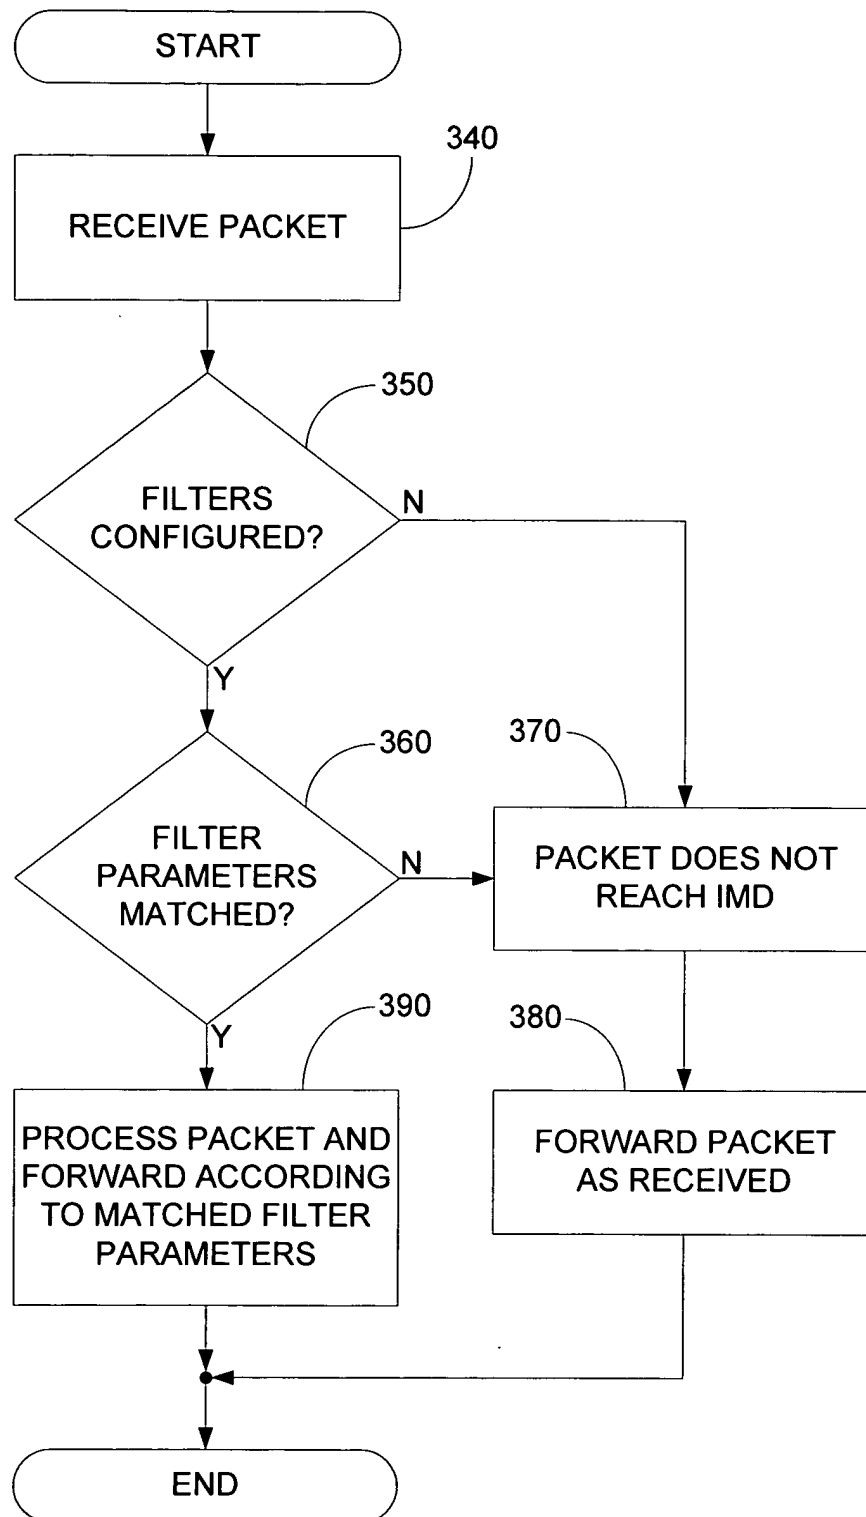 START
340
RECEIVE PACKET
350
FILTERS
CONFIGURED?
N
Y
360
370
FILTER
PARAMETERS
MATCHED?
N
PACKET DOES NOT
REACH IMD
Y
390
380
PROCESS PACKET AND
FORWARD ACCORDING
TO MATCHED FILTER
PARAMETERS
FORWARD PACKET
AS RECEIVED
END